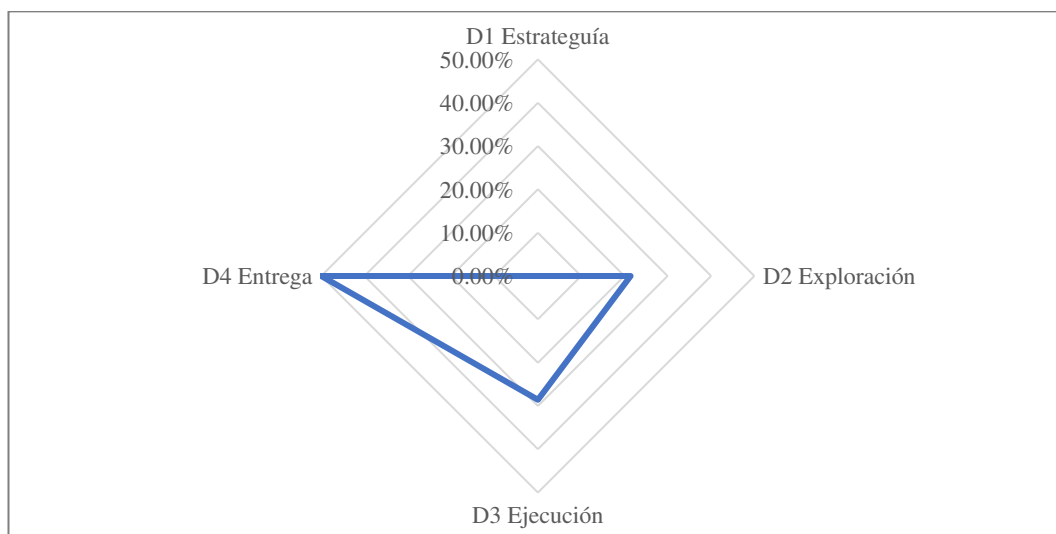 D1 Estrateguía
50.00%
40.00%
30.00%
20.00%
10.00%
0.00%
D4 Entrega
D2 Exploración
D3 Ejecución